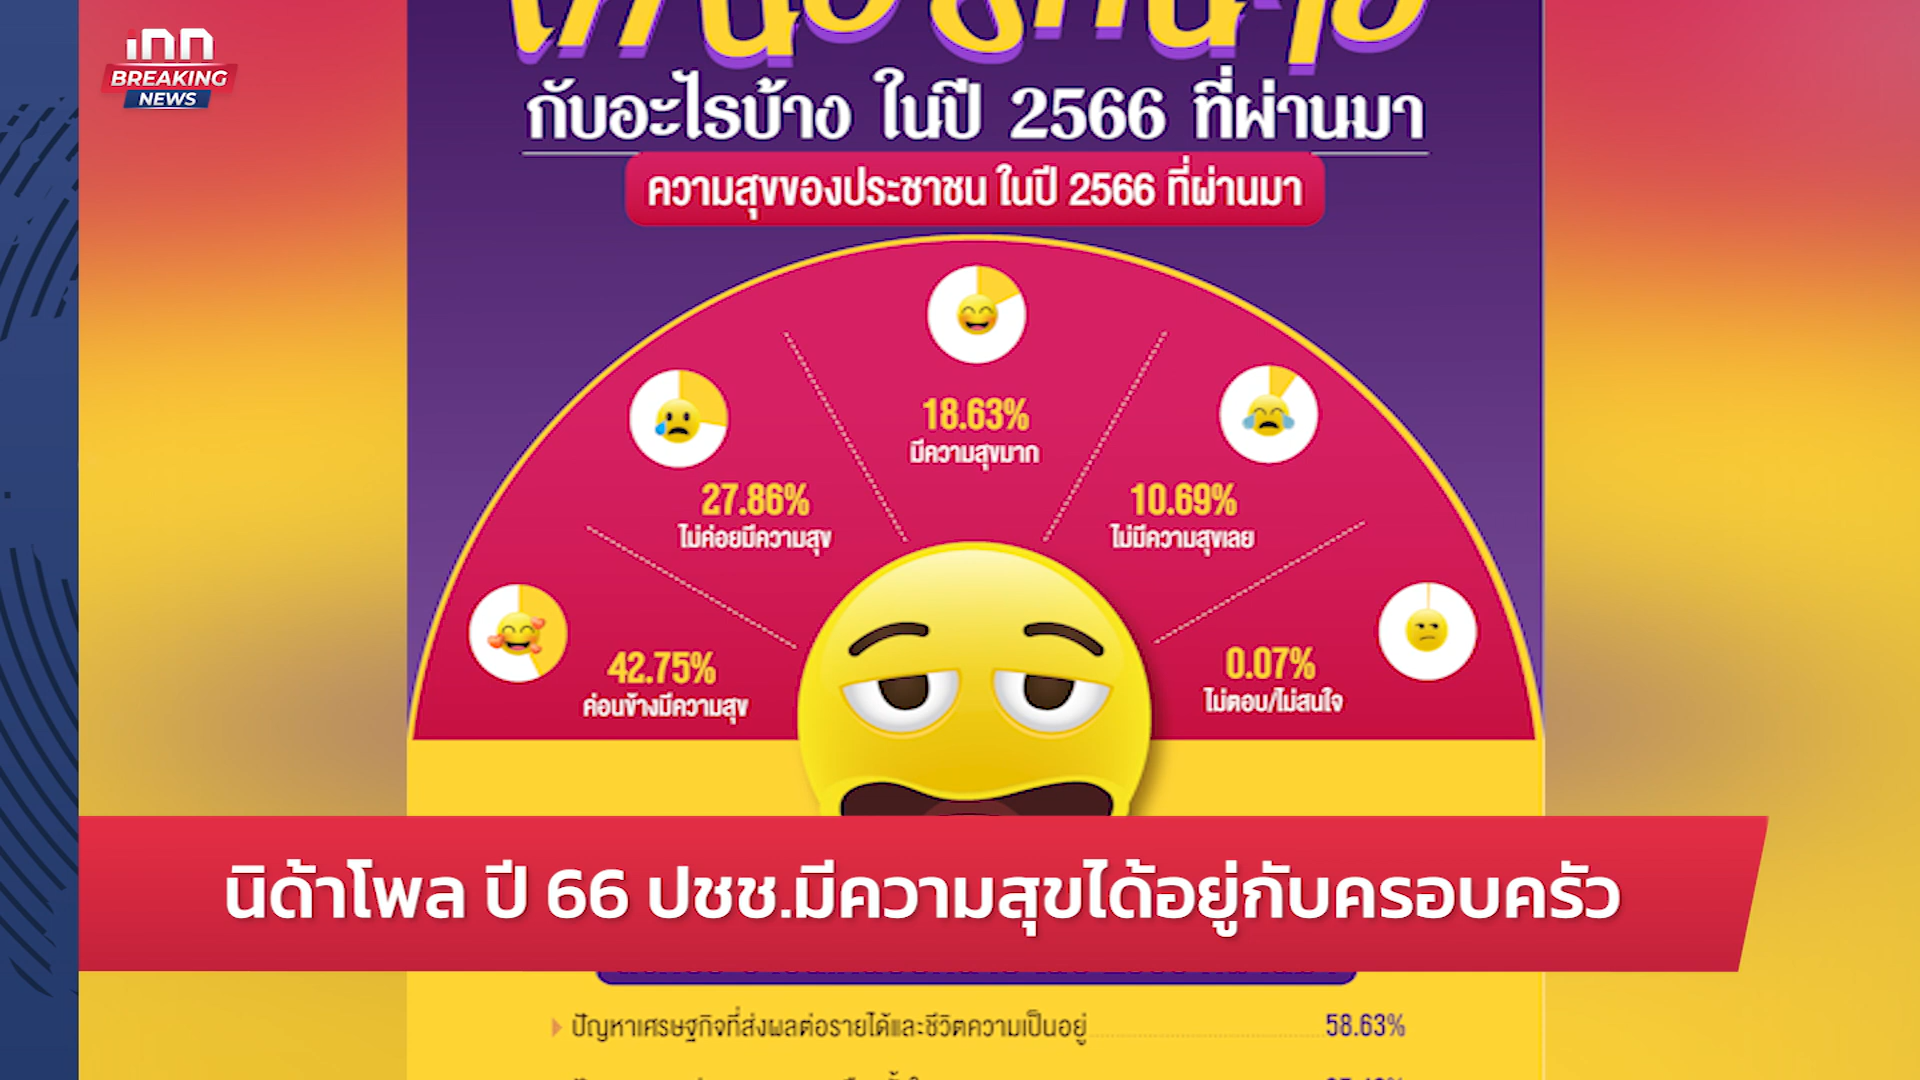 inn
BREAKING
NEWS
กับอะไรบ้าง ในปี 2566 ที่ผ่านมา
ความสุขของประชาชน ในปี 2566 ที่ผ่านมา
18.63%
มีความสุขมาก
27.86%
ไม่ค่อยมีความสุข
10.69%
ไม่มีความสุขเลย
42.75%
ค่อนข้างมีความสุข
0.07%
ไม่ตอบ/ไม่สนใจ
นิด้าโพล ปี 66 ปชช.มีความสุขได้อยู่กับครอบครัว
ปัญหาเศรษฐกิจที่ส่งผลต่อรายได้และชีวิตความเป็นอยู่ 58.63%